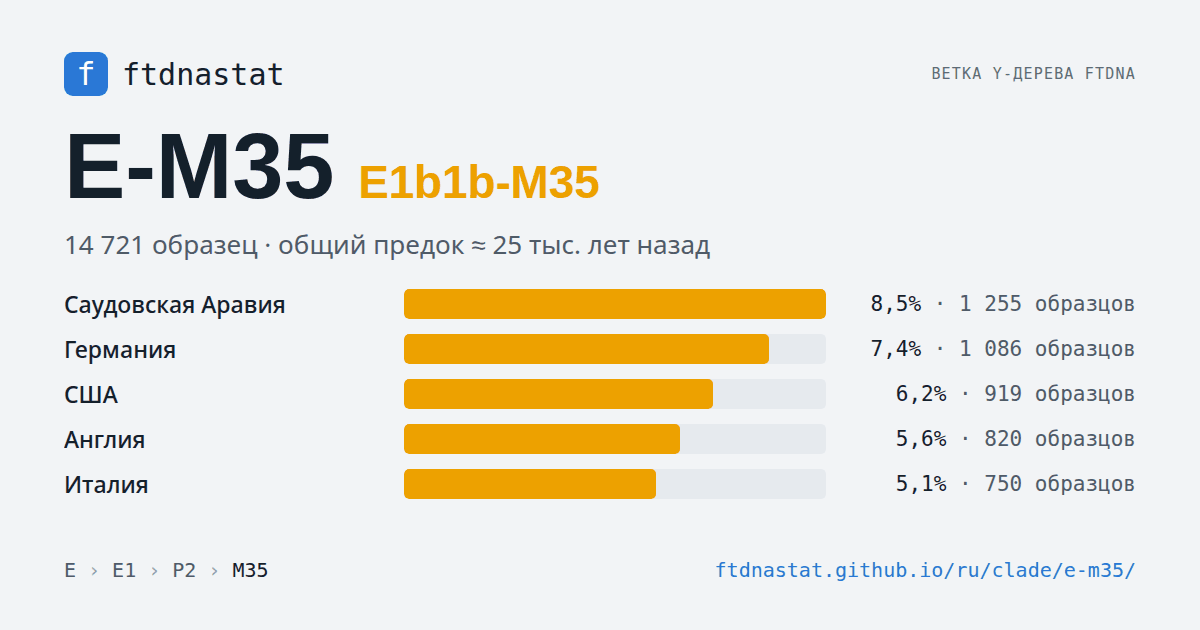 f ftdnastat
ВЕТКА Y-ДЕРЕВА FTDNA
E-M35 E1b1b-M35
14 721 образец · общий предок ≈ 25 тыс. лет назад
Саудовская Аравия 8,5% · 1 255 образцов
Германия 7,4% · 1 086 образцов
США 6,2% · 919 образцов
Англия 5,6% · 820 образцов
Италия 5,1% · 750 образцов
E › E1 › P2 › M35
ftdnastat.github.io/ru/clade/e-m35/